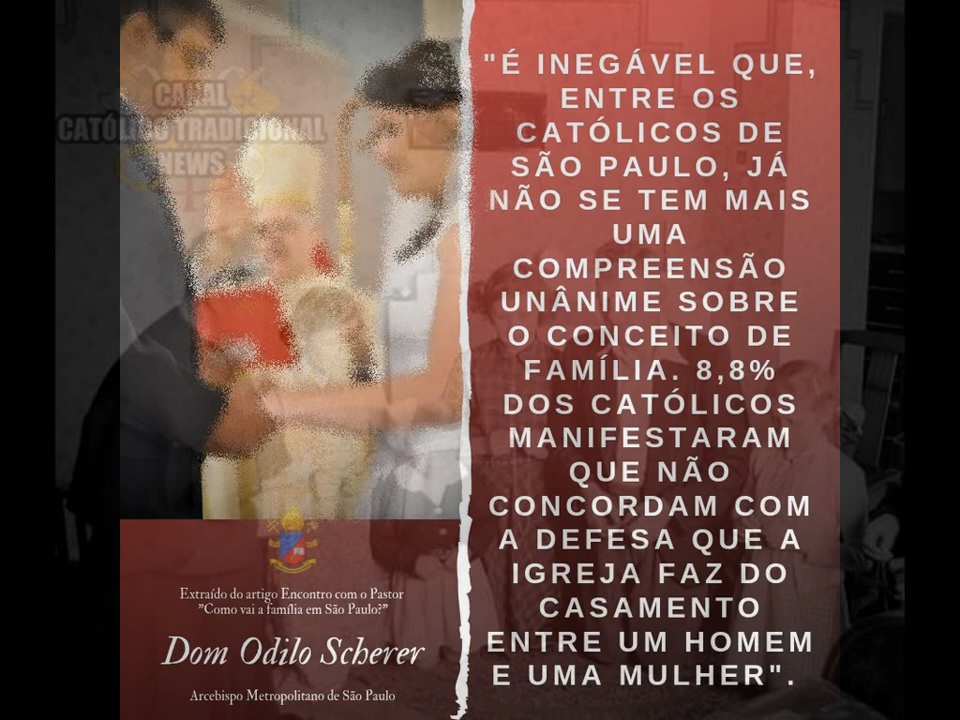 CANAL
CATÓLICO TRADICIONAL
NEWS
Extraído do artigo Encontro com o Pastor
"Como vai a família em São Paulo?"
Dom Odilo Scherer
Arcebispo Metropolitano de São Paulo
"É INEGÁVEL QUE,
ENTRE OS
CATÓLICOS DE
SÃO PAULO, JÁ
NÃO SE TEM MAIS
UMA
COMPREENSÃO
UNÂNIME SOBRE
O CONCEITO DE
FAMÍLIA. 8,8%
DOS CATÓLICOS
MANIFESTARAM
QUE NÃO
CONCORDAM COM
A DEFESA QUE A
IGREJA FAZ DO
CASAMENTO
ENTRE UM HOMEM
E UMA MULHER".